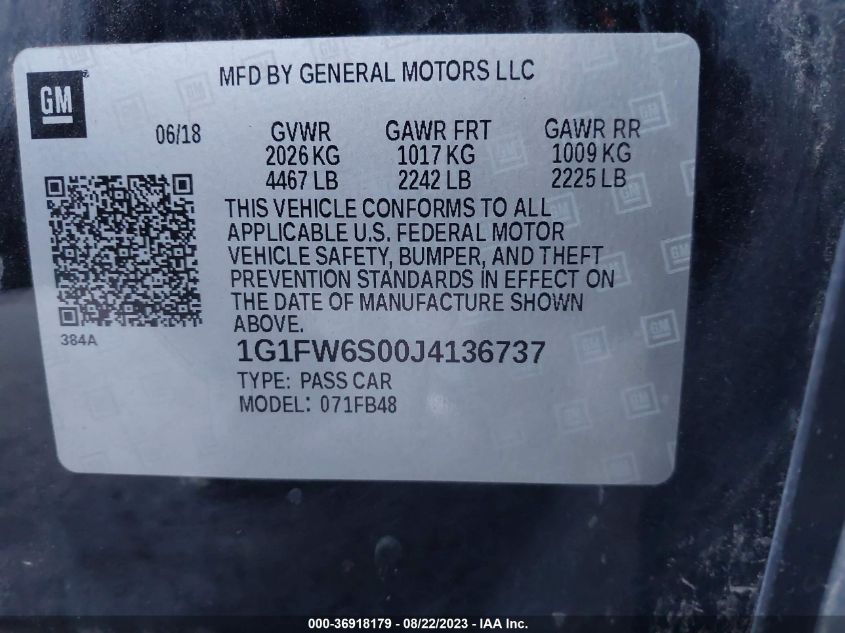 GM
MFD BY GENERAL MOTORS LLC
06/18 GVWR GAWR FRT GAWR RR
2026 KG 1017 KG 1009 KG
4467 LB 2242 LB 2225 LB
THIS VEHICLE CONFORMS TO ALL
APPLICABLE U.S. FEDERAL MOTOR
VEHICLE SAFETY, BUMPER, AND THEFT
PREVENTION STANDARDS IN EFFECT ON
THE DATE OF MANUFACTURE SHOWN
ABOVE.
384A
1G1FW6S00J4136737
TYPE: PASS CAR
MODEL: 071FB48
000-36918179 - 08/22/2023 - IAA Inc.